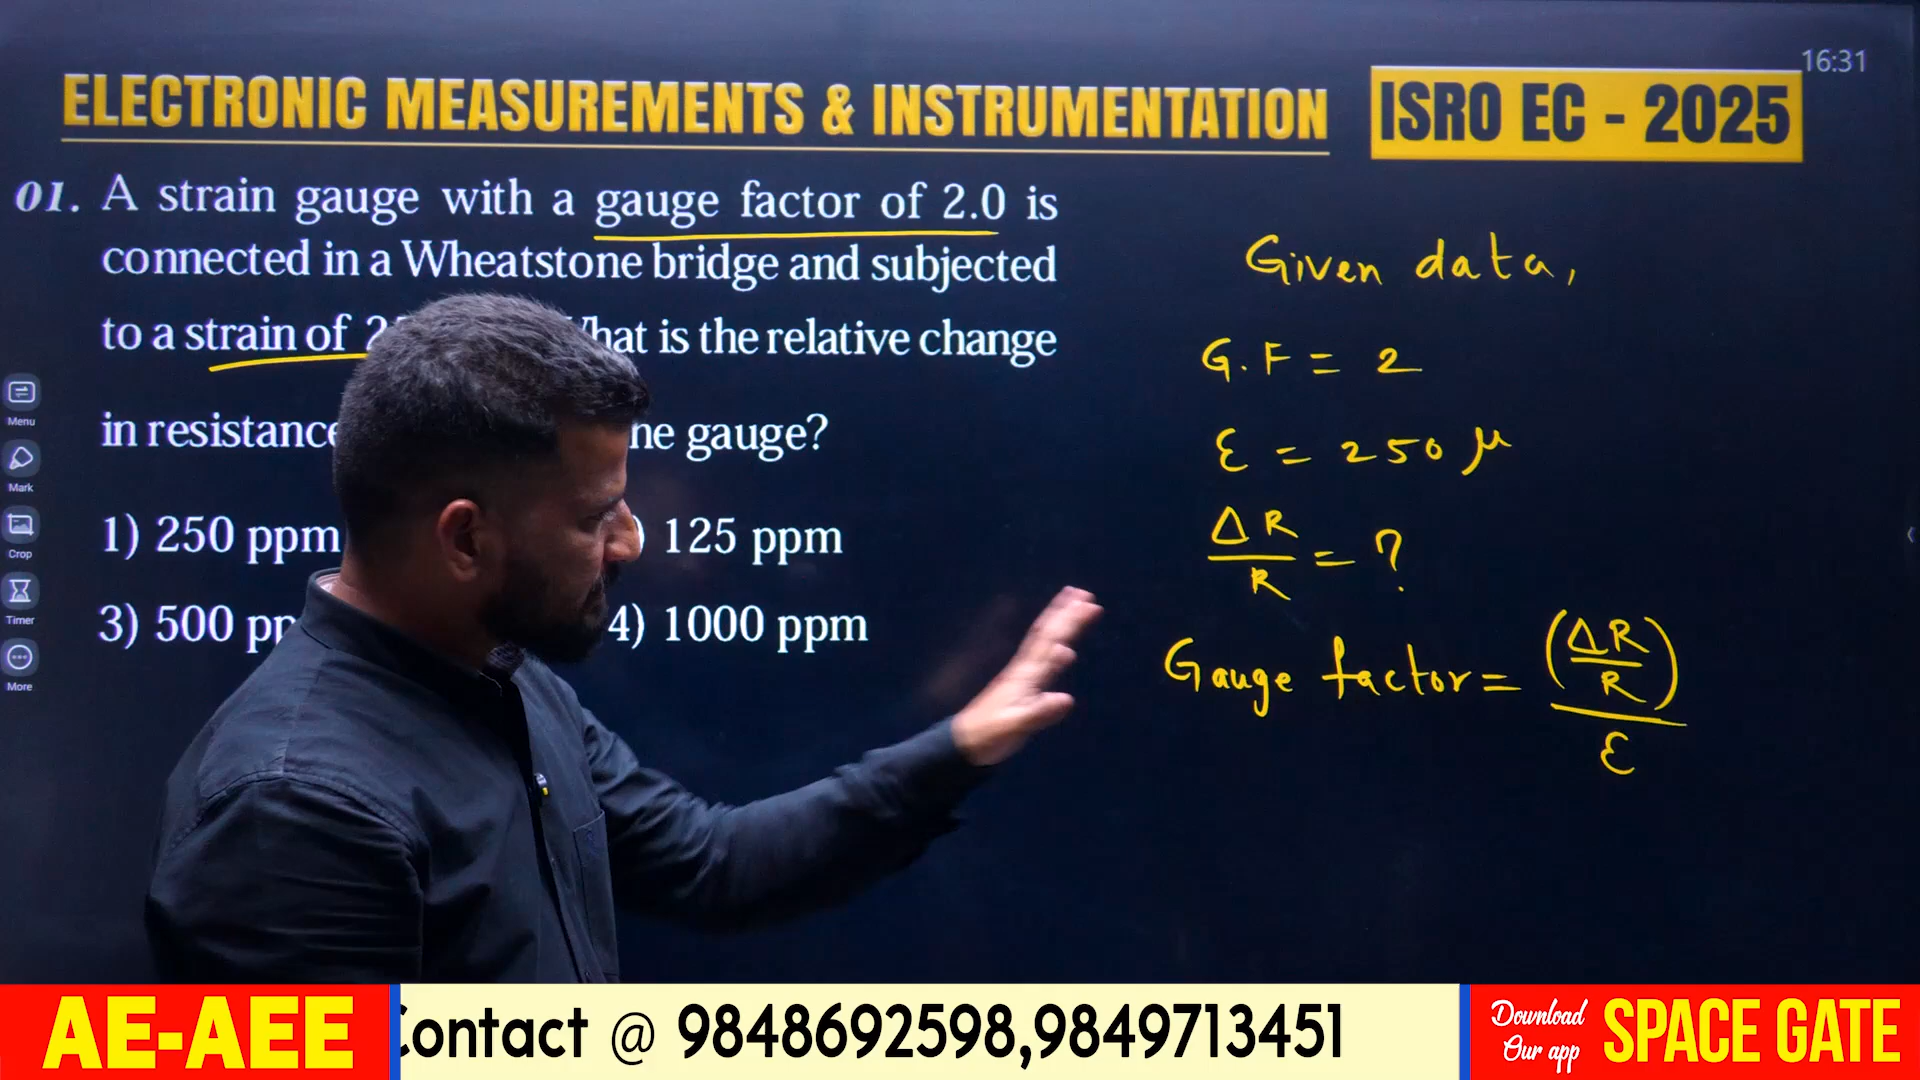 16:31
ELECTRONIC MEASUREMENTS & INSTRUMENTATION
ISRO EC - 2025
01. A strain gauge with a gauge factor of 2.0 is
connected in a Wheatstone bridge and subjected
to a strain of is the relative change
in resistance gauge?
1) 250 ppm
125 ppm
3) 500
4) 1000 ppm
Given data,
G.F = 2
ε = 250 μ
ΔR
R = ?
Gauge factor = (ΔR/R)
ε
Menu
Mark
Crop
Timer
More
AE-AEE
Contact @ 9848692598,9849713451
Download
Our app
SPACE GATE